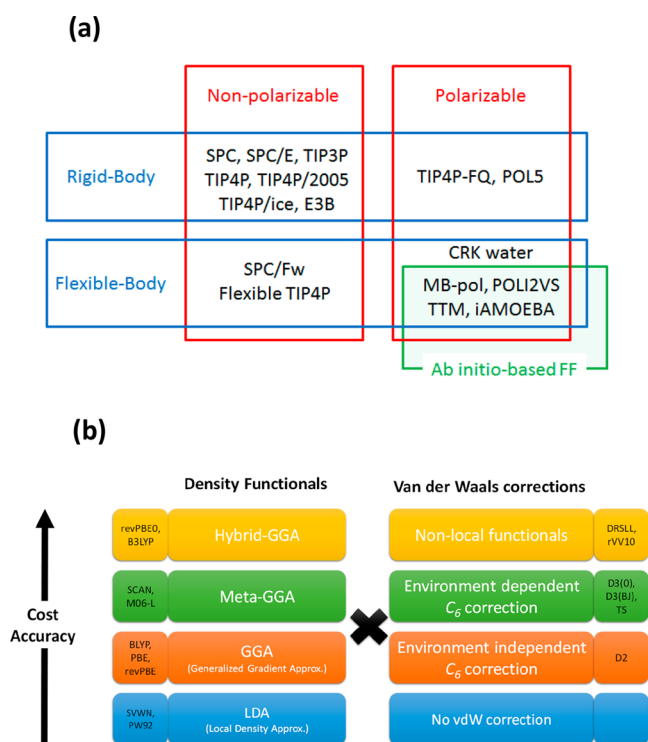 (a)
Non-polarizable
Polarizable
Rigid-Body
SPC, SPC/E, TIP3P
TIP4P, TIP4P/2005
TIP4P/ice, E3B
TIP4P-FQ, POL5
Flexible-Body
SPC/Fw
Flexible TIP4P
CRK water
MB-pol, POLI2VS
TTM, iAMOEBA
Ab initio-based FF
(b)
Density Functionals
Van der Waals corrections
Cost
Accuracy
revPBE0,
B3LYP
Hybrid-GGA
Non-local functionals
DRSLL,
rVV10
SCAN,
M06-L
Meta-GGA
Environment dependent
C6 correction
D3(0),
D3(BJ),
TS
BLYP,
PBE,
revPBE
GGA
(Generalized Gradient Approx.)
Environment independent
C6 correction
D2
SVWN,
PW92
LDA
(Local Density Approx.)
No vdW correction